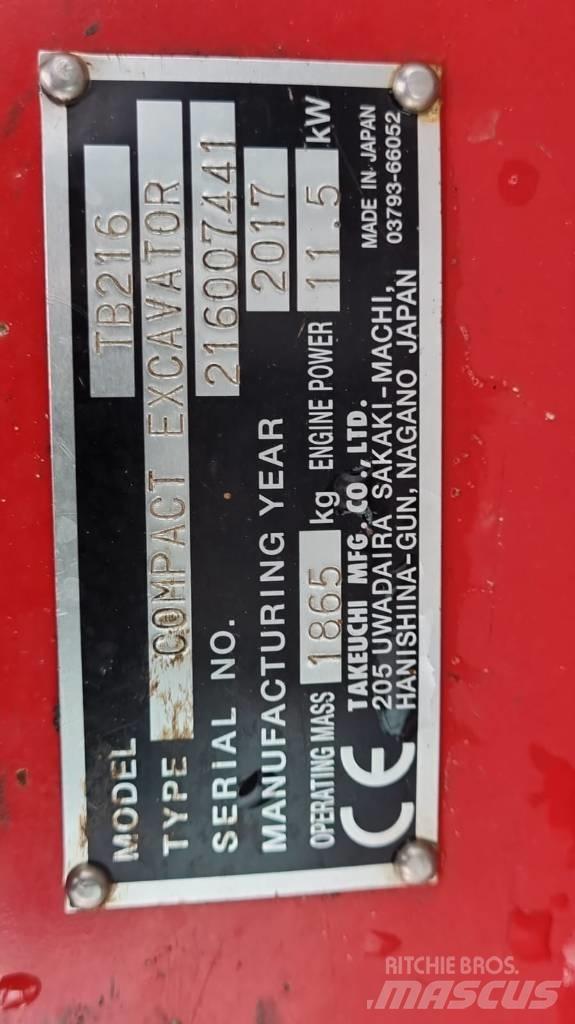 MODEL TB216
TYPE COMPACT EXCAVATOR
SERIAL NO. 216007441
MANUFACTURING YEAR 2017
OPERATING MASS 1865 kg ENGINE POWER 11.5 kW
CE
TAKEUCHI MFG. CO., LTD.
205 UWADAIRA SAKAKI-MACHI,
HANISHINA-GUN, NAGANO JAPAN
MADE IN JAPAN
03793-66052
RITCHIE BROS.
MASCUS